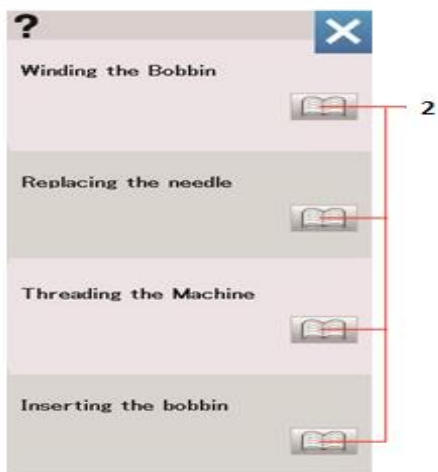 ?
Winding the Bobbin
2
Replacing the needle
Threading the Machine
Inserting the bobbin